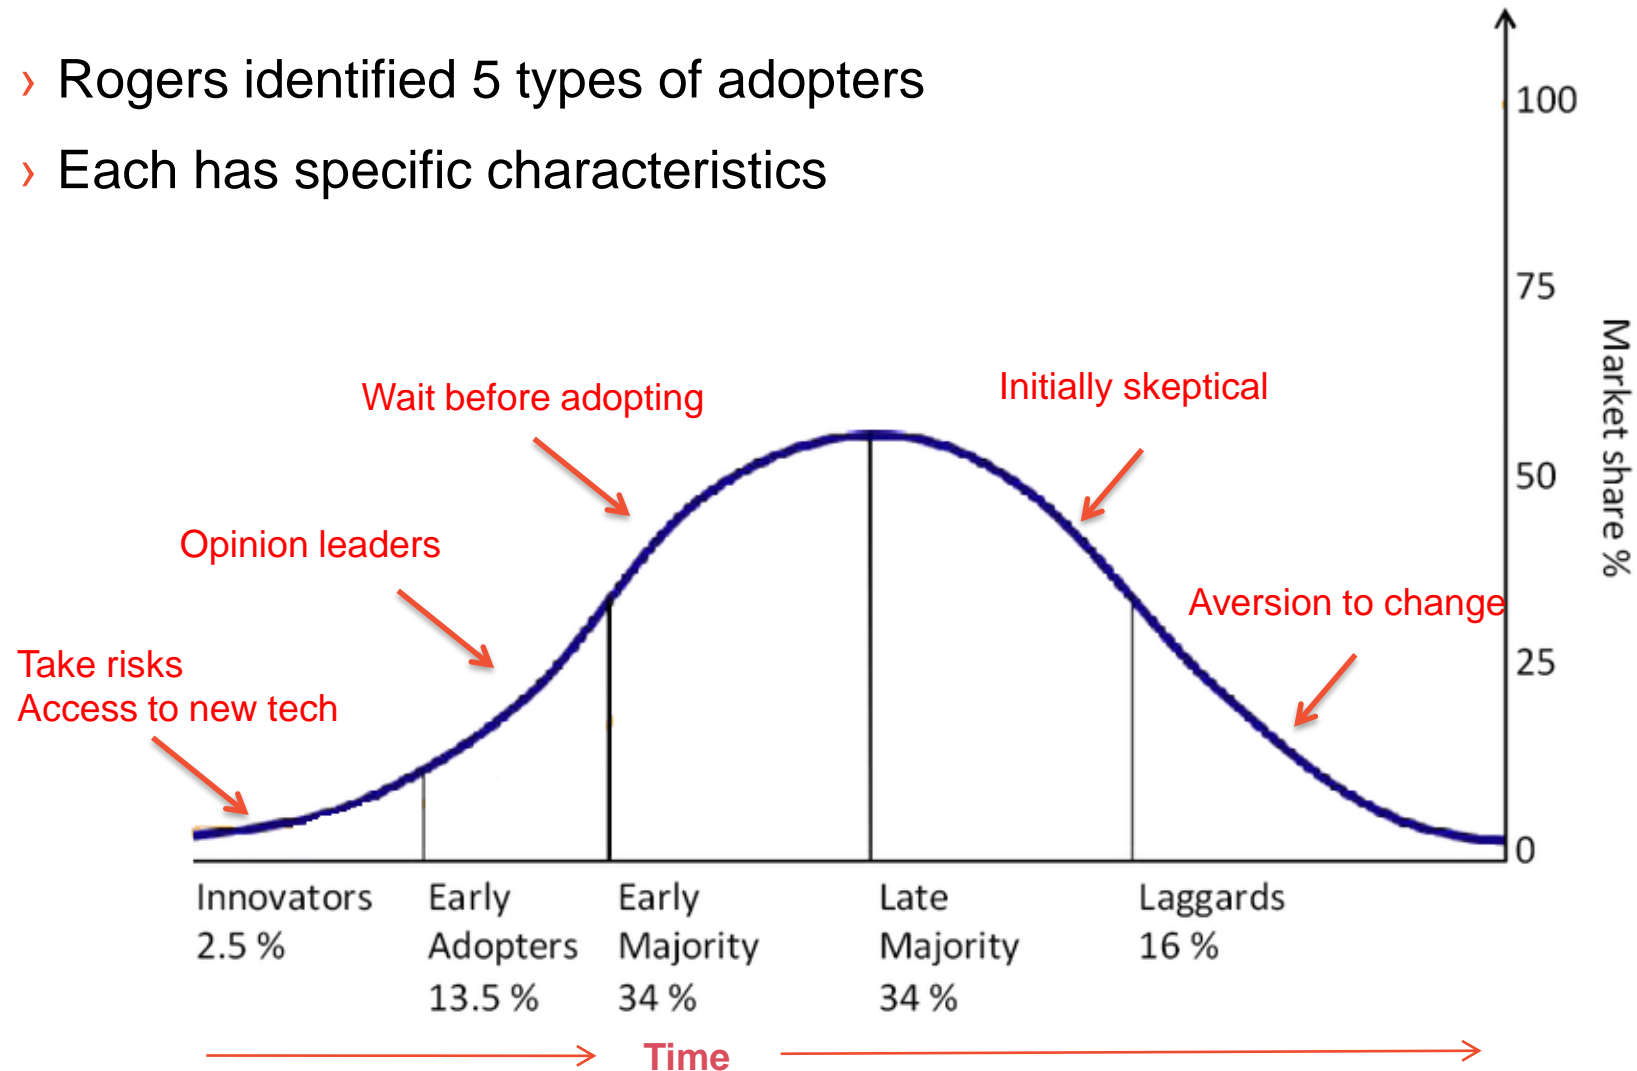 › Rogers identified 5 types of adopters
› Each has specific characteristics
100
75
50
25
0
Market share %
Wait before adopting
Initially skeptical
Opinion leaders
Aversion to change
Take risks
Access to new tech
Innovators
2.5 %
Early
Adopters
13.5 %
Early
Majority
34 %
Late
Majority
34 %
Laggards
16 %
Time